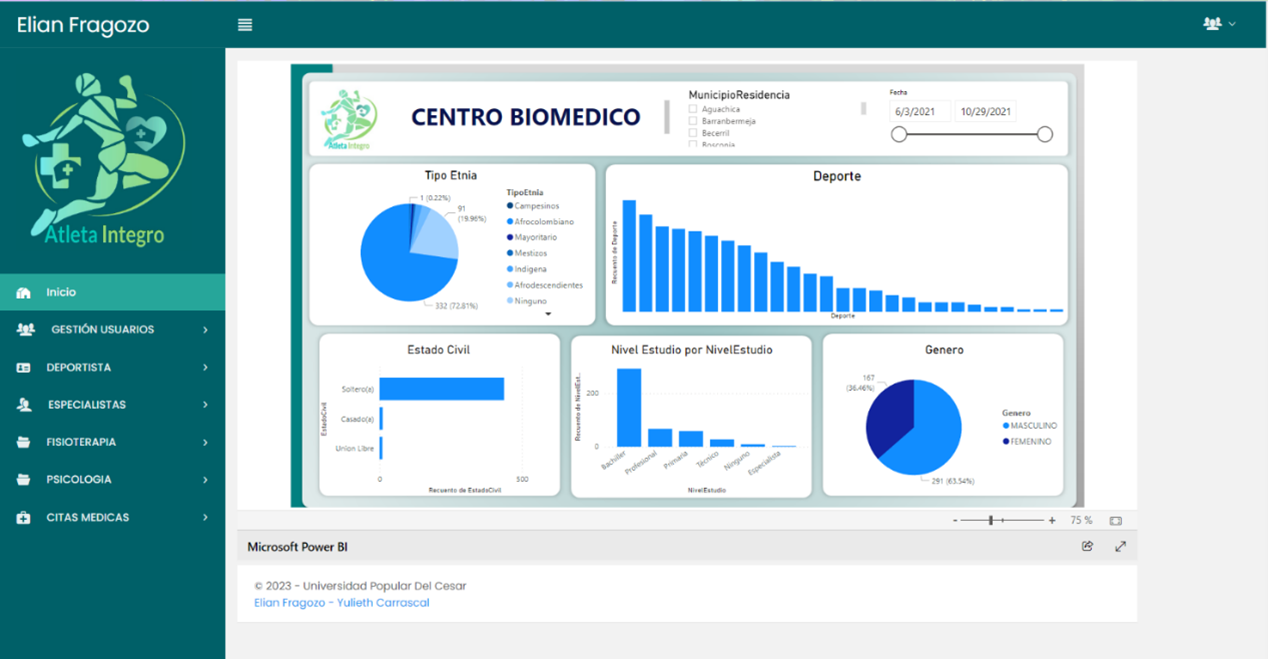 Elian Fragozo
Atleta Integro
Inicio
GESTIÓN USUARIOS
DEPORTISTA
ESPECIALISTAS
FISIOTERAPIA
PSICOLOGIA
CITAS MEDICAS
Atleta Integro
CENTRO BIOMEDICO
MunicipioResidencia
Aguachica
Barranbermeja
Becerril
Bosconia
Fecha
6/3/2021 10/29/2021
Tipo Etnia
1 (0.22%)
91
(19.96%)
332 (72.81%)
TipoEtnia
Campesinos
Afrocolombiano
Mayoritario
Mestizos
Indigena
Afrodescendientes
Ninguno
Deporte
Recuento de Deporte
Deporte
Estado Civil
EstadoCivil
Soltero(a)
Casado(a)
Union Libre
0 500
Recuento de EstadoCivil
Nivel Estudio por NivelEstudio
Recuento de NivelEst...
200
0
Bachiller Profesional Primaria Técnico Ninguno Especialista
NivelEstudio
Genero
167
(36.46%)
291 (63.54%)
Genero
MASCULINO
FEMENINO
- + 75 %
Microsoft Power BI
© 2023 - Universidad Popular Del Cesar
Elian Fragozo - Yulieth Carrascal